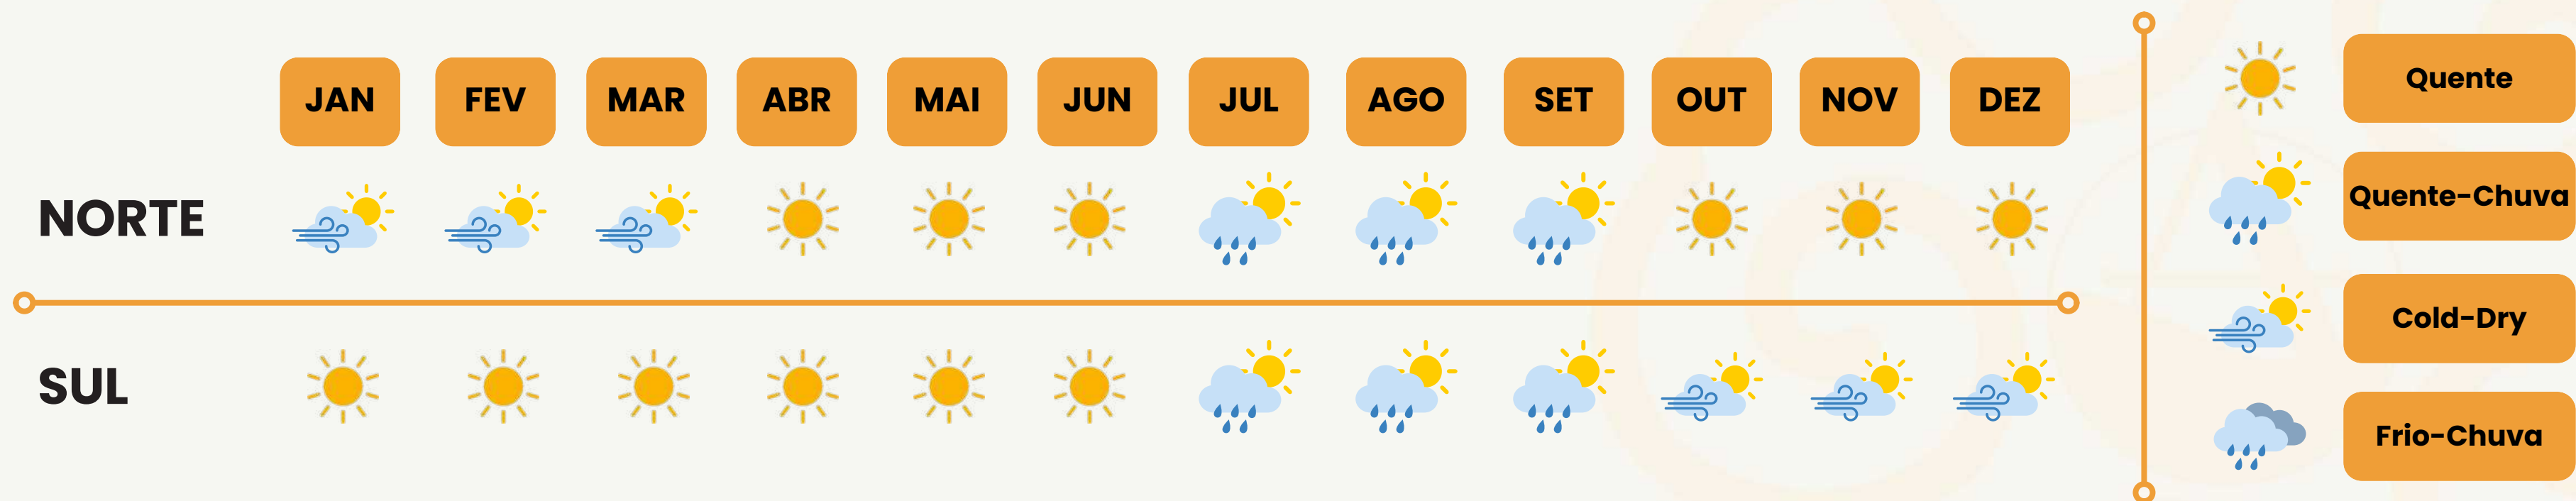 JAN FEV MAR ABR MAI JUN JUL AGO SET OUT NOV DEZ
NORTE
SUL
Quente
Quente-Chuva
Cold-Dry
Frio-Chuva